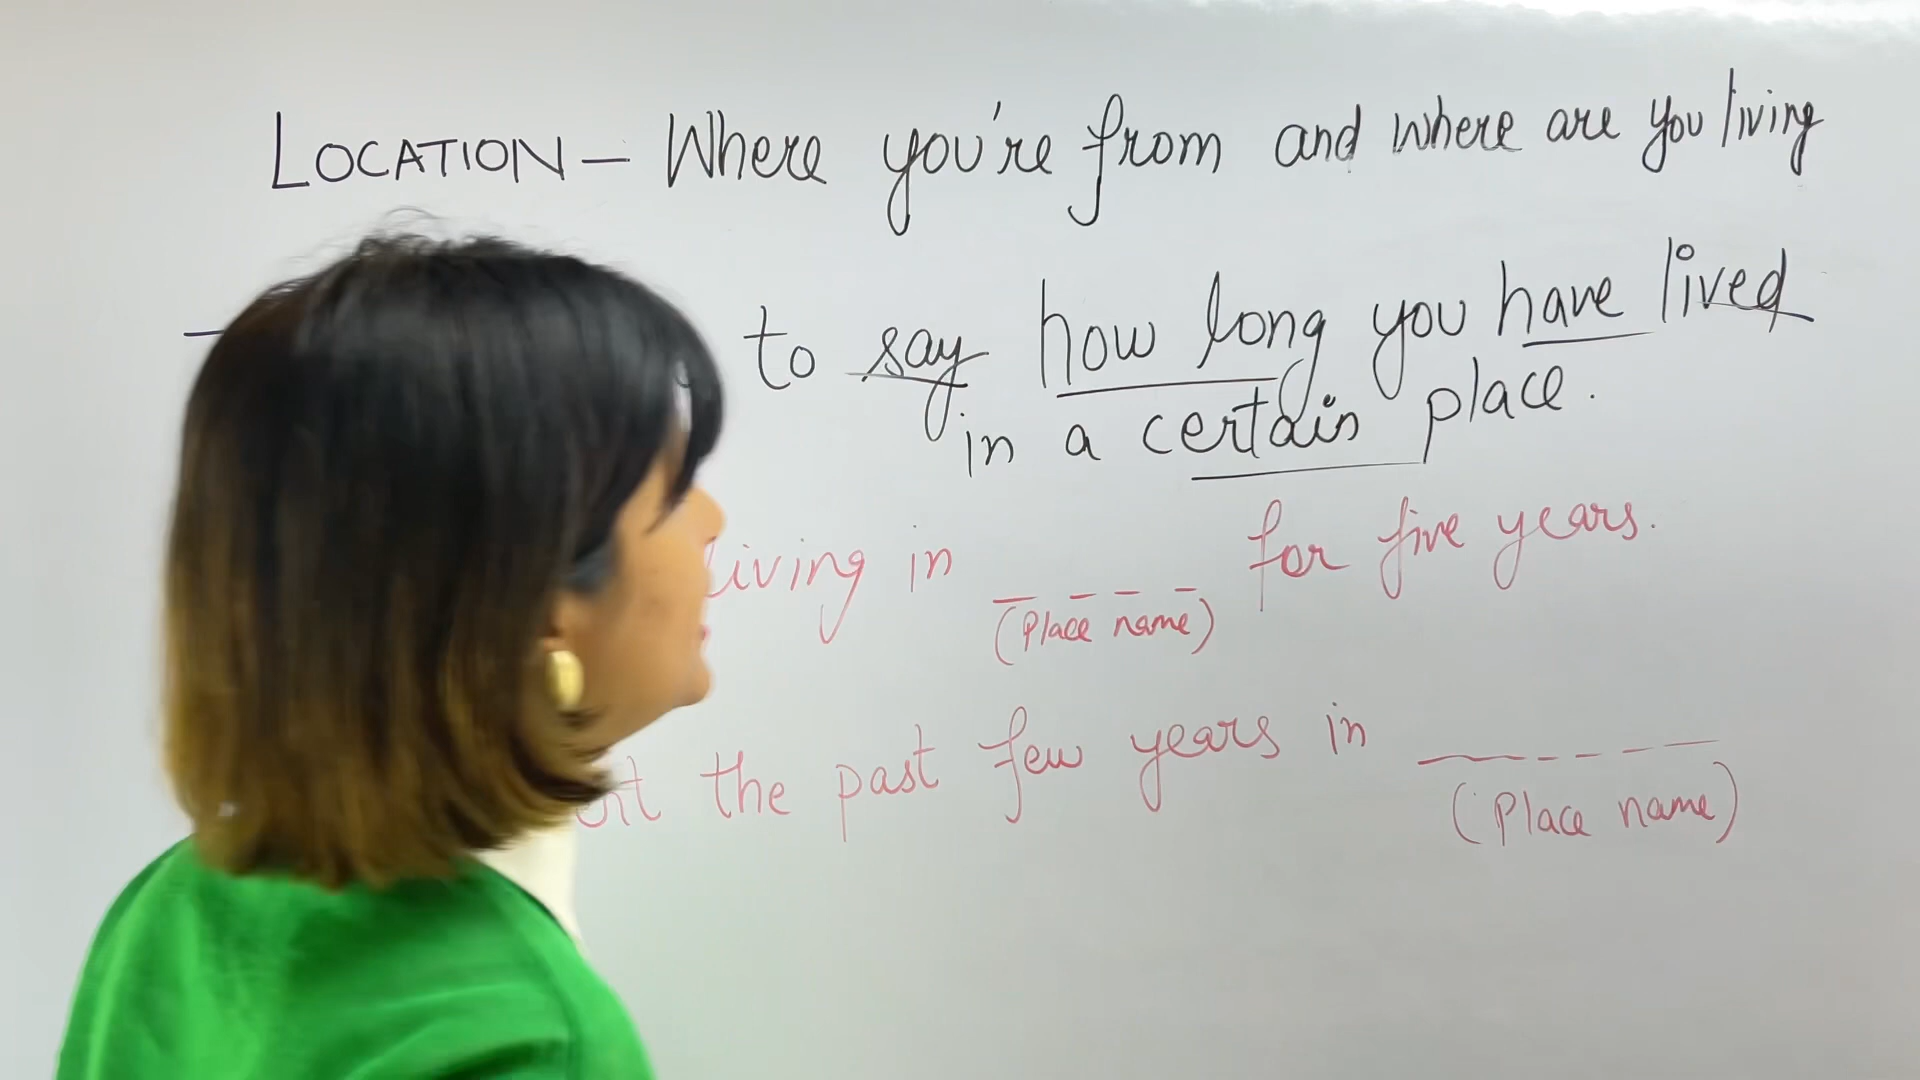 LOCATION – Where you're from and where are you living
to say how long you have lived
in a certain place.
living in _ _ _ _ for five years.
(Place name)
the past few years in _ _ _ _ _
(Place name)